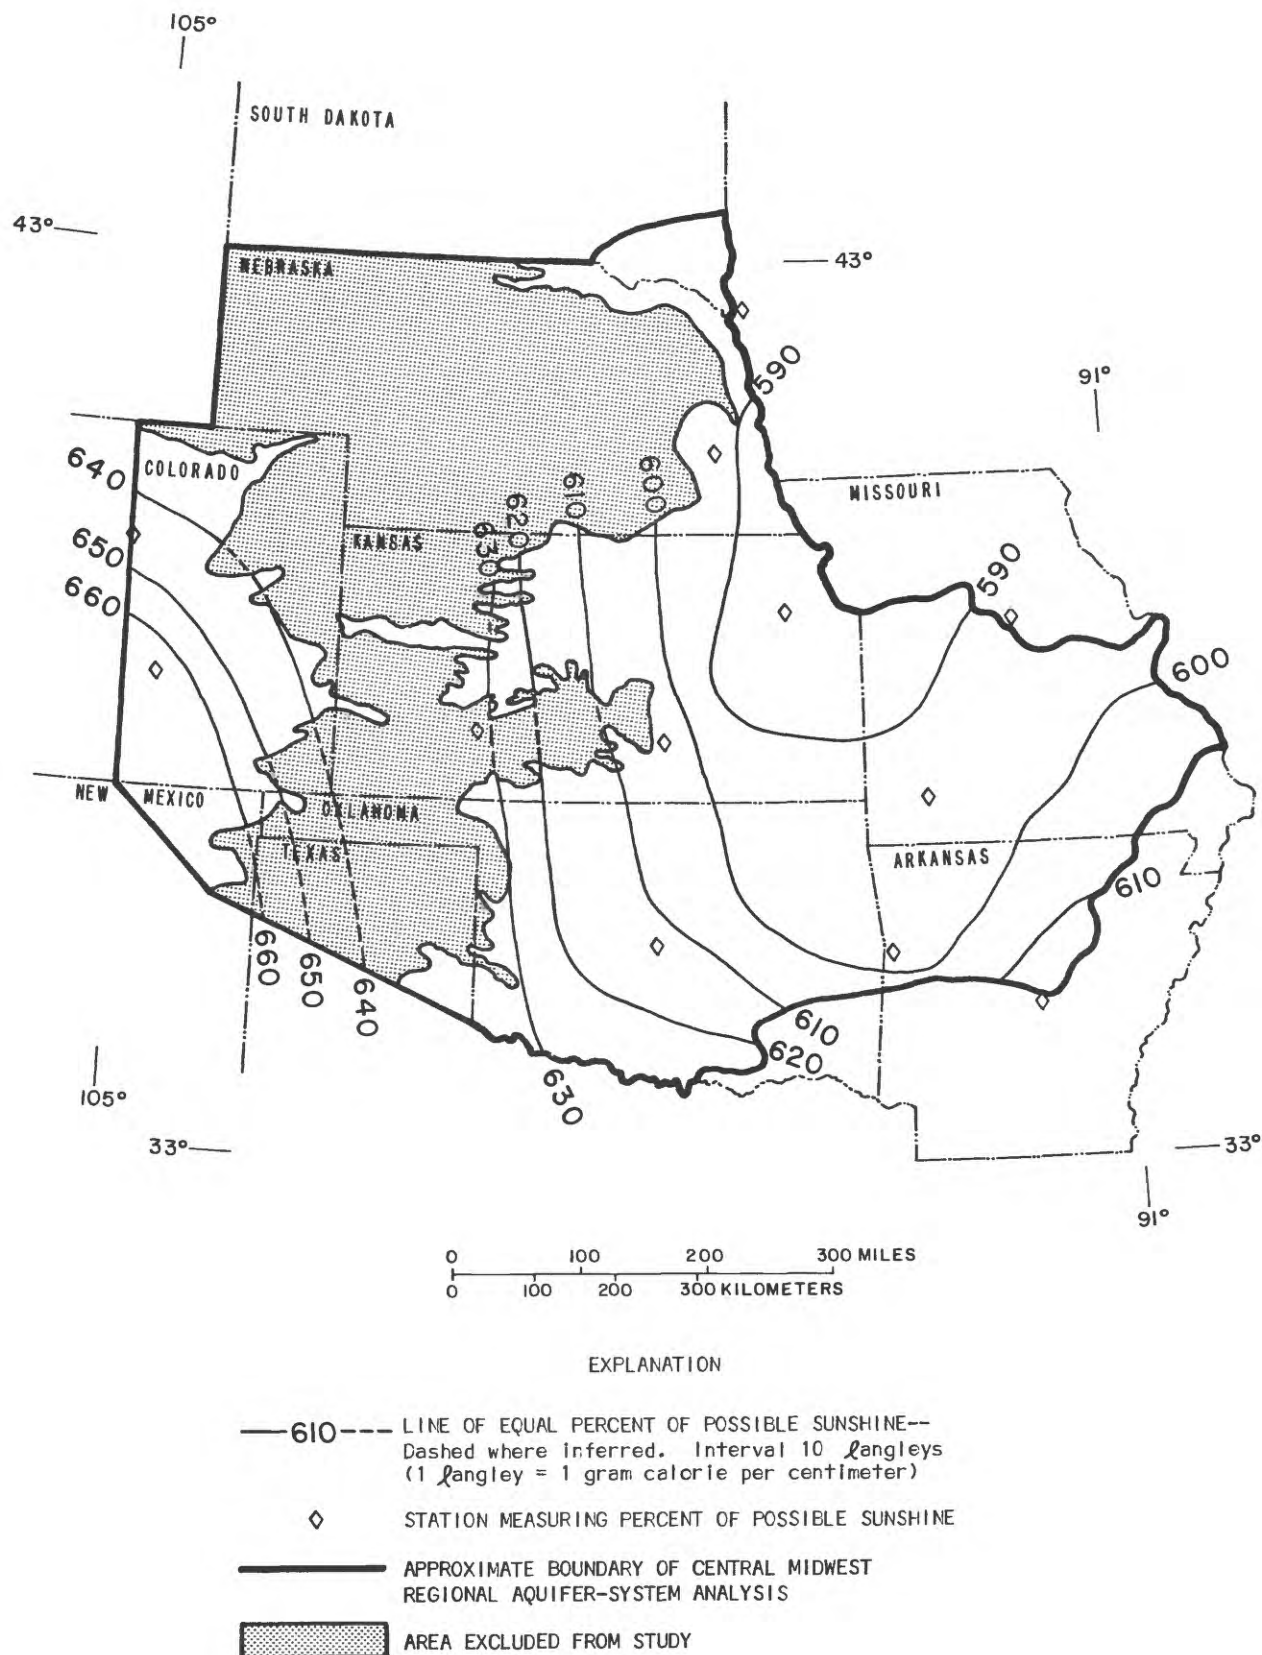 105°
SOUTH DAKOTA
43°
43°
NEBRASKA
590
91°
640
COLORADO
MISSOURI
600
610
620
630
KANSAS
650
660
590
600
NEW MEXICO
OKLAHOMA
TEXAS
ARKANSAS
610
660
650
640
610
620
630
105°
33°
33°
91°
0 100 200 300 MILES
0 100 200 300 KILOMETERS
EXPLANATION
—610--- LINE OF EQUAL PERCENT OF POSSIBLE SUNSHINE--
Dashed where inferred. Interval 10 langleys
(1 langley = 1 gram calorie per centimeter)
STATION MEASURING PERCENT OF POSSIBLE SUNSHINE
APPROXIMATE BOUNDARY OF CENTRAL MIDWEST
REGIONAL AQUIFER-SYSTEM ANALYSIS
AREA EXCLUDED FROM STUDY